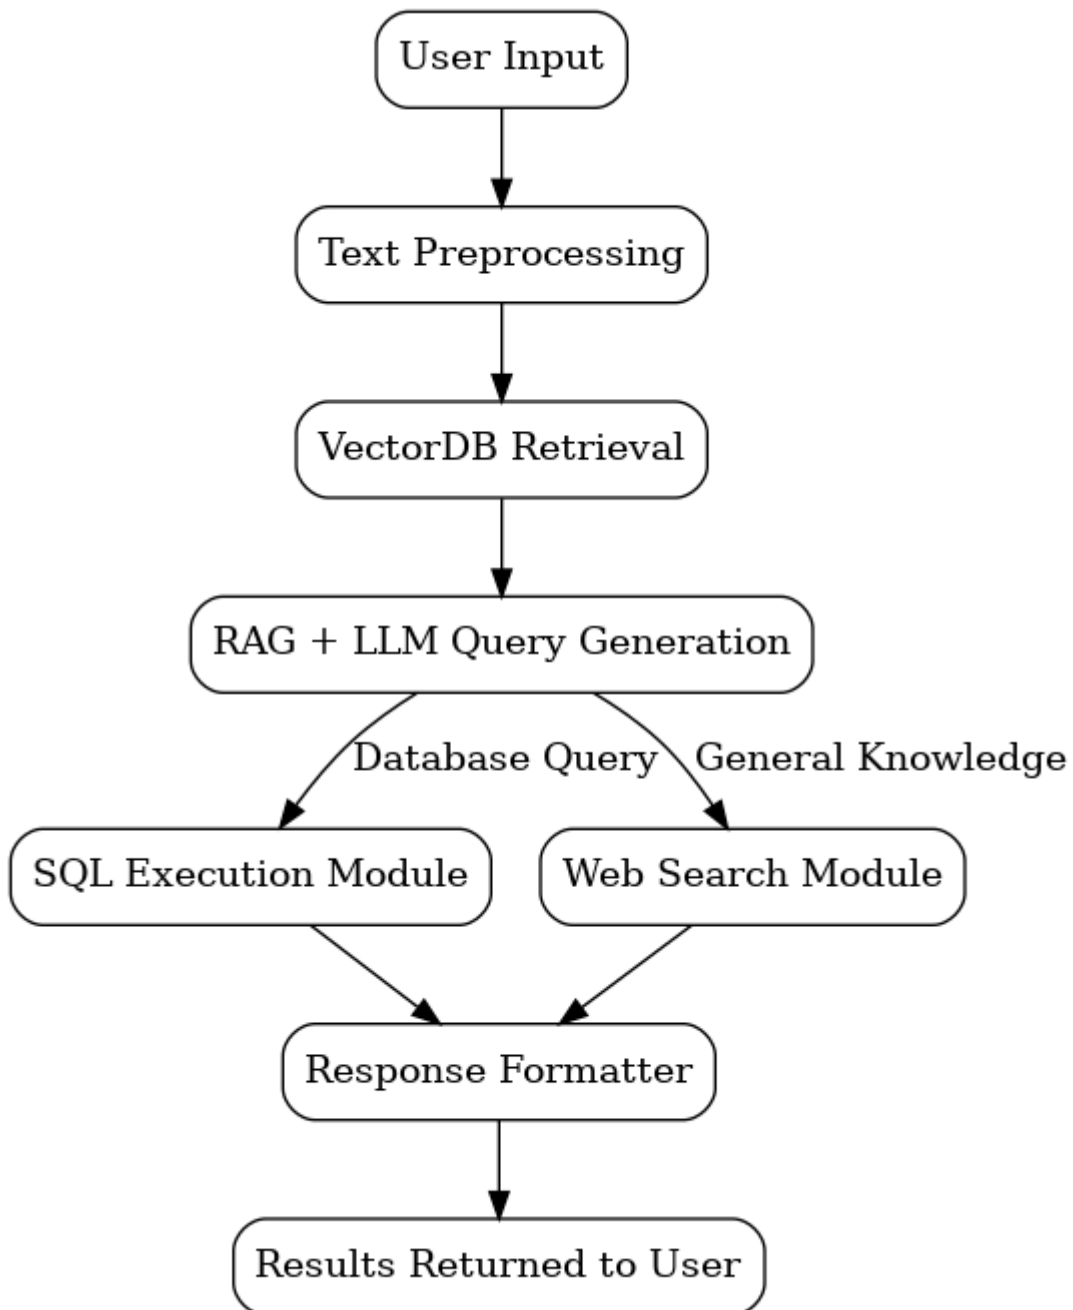 User Input
Text Preprocessing
VectorDB Retrieval
RAG + LLM Query Generation
Database Query
General Knowledge
SQL Execution Module
Web Search Module
Response Formatter
Results Returned to User